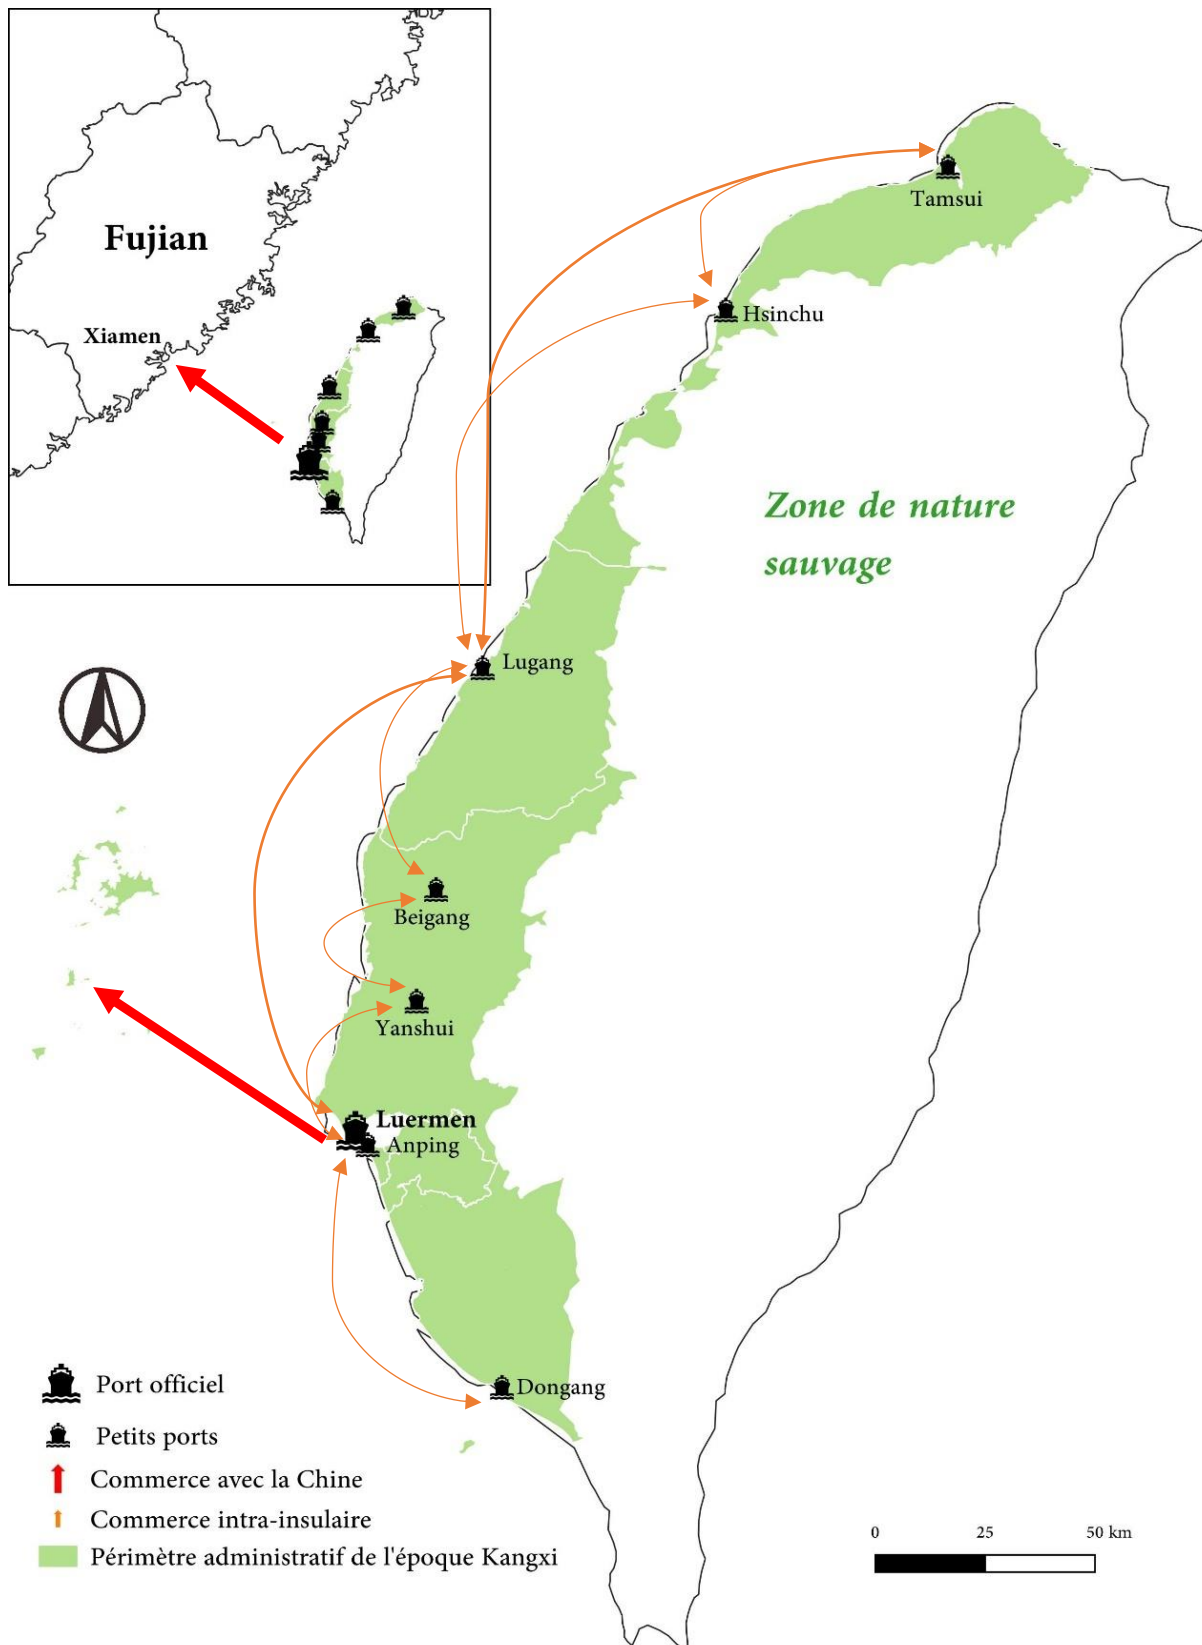 Fujian
Xiamen
Tamsui
Hsinchu
Zone de nature
sauvage
Lugang
Beigang
Yanshui
Luermen
Anping
Dongang
Port officiel
Petits ports
Commerce avec la Chine
Commerce intra-insulaire
Périmètre administratif de l'époque Kangxi
0 25 50 km